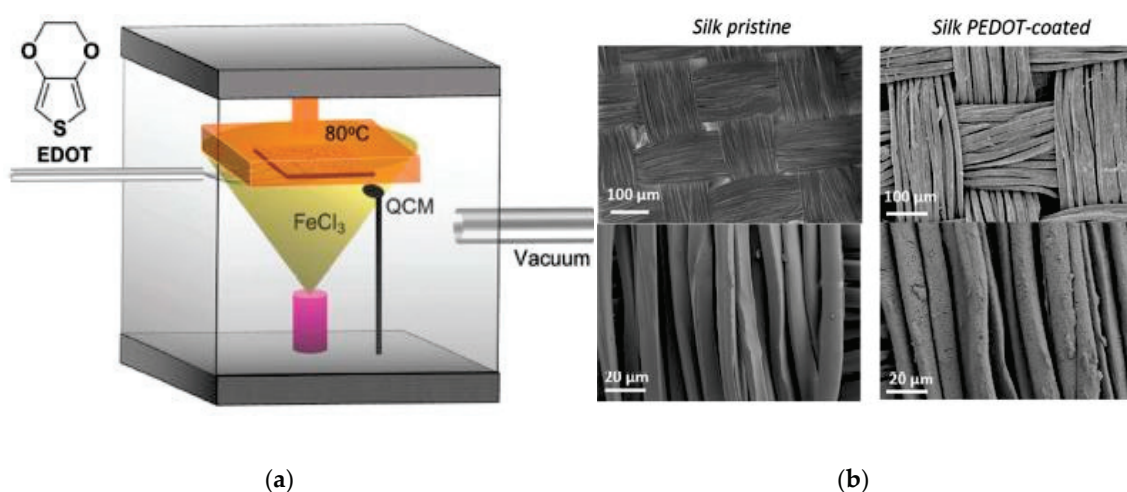 O
O
S
EDOT
80ºC
QCM
FeCl₃
Vacuum
Silk pristine
Silk PEDOT-coated
100 µm
100 µm
20 µm
20 µm
(a)
(b)